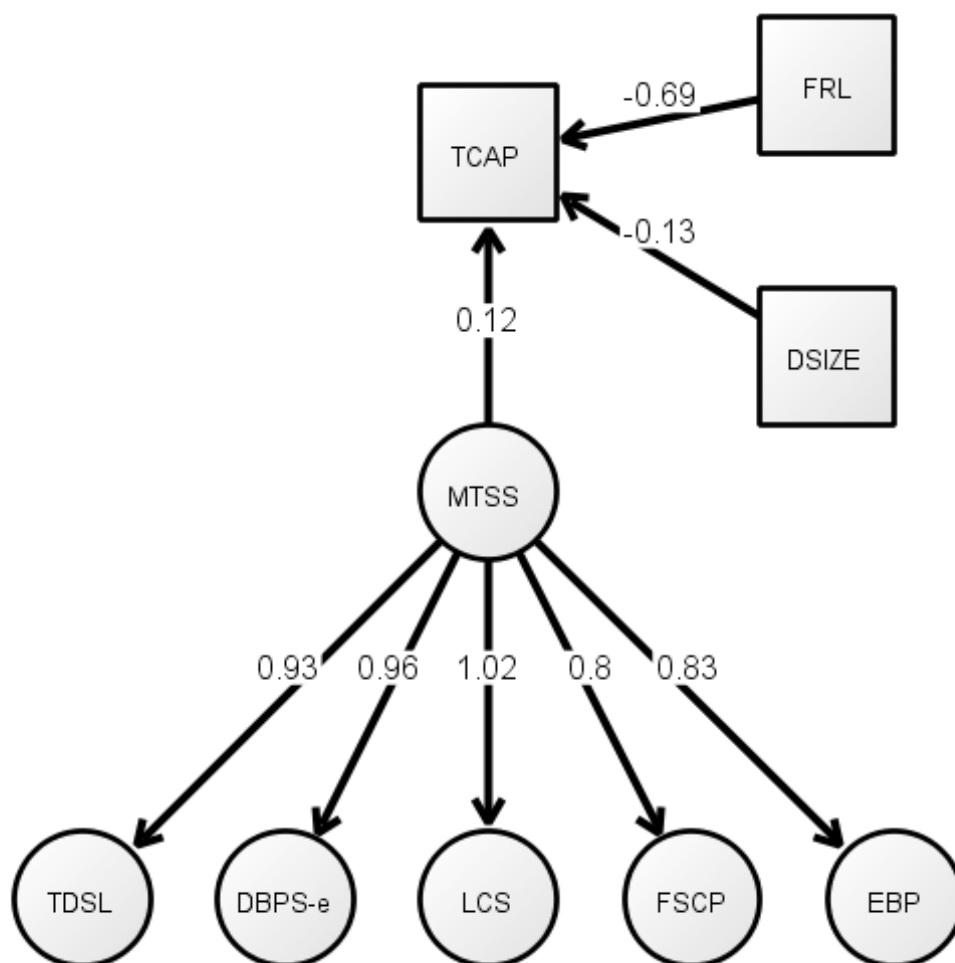 FRL
-0.69
TCAP
-0.13
0.12
DSIZE
MTSS
0.93
0.96
1.02
0.8
0.83
TDSL
DBPS-e
LCS
FSCP
EBP